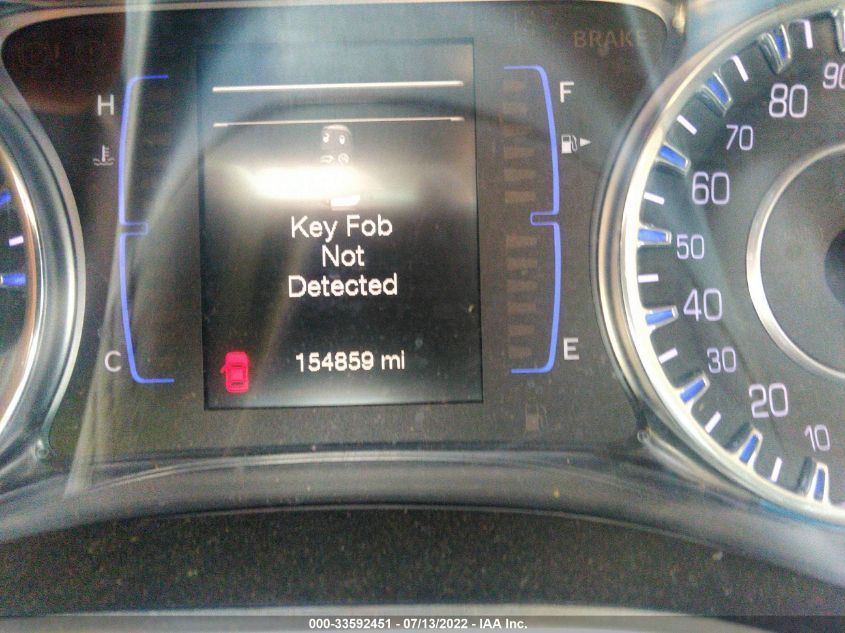 BRAKE
H
F
Key Fob
Not
Detected
154859 mi
C
E
90
80
70
60
50
40
30
20
10
000-33592451 - 07/13/2022 - IAA Inc.